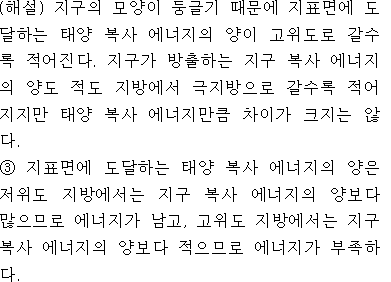 (해설) 지구의 모양이 둥글기 때문에 지표면에 도
달하는 태양 복사 에너지의 양이 고위도로 갈수
록 적어진다. 지구가 방출하는 지구 복사 에너지
의 양도 적도 지방에서 극지방으로 갈수록 적어
지지만 태양 복사 에너지만큼 차이가 크지는 않
다.
③ 지표면에 도달하는 태양 복사 에너지의 양은
저위도 지방에서는 지구 복사 에너지의 양보다
많으므로 에너지가 남고, 고위도 지방에서는 지구
복사 에너지의 양보다 적으므로 에너지가 부족하
다.